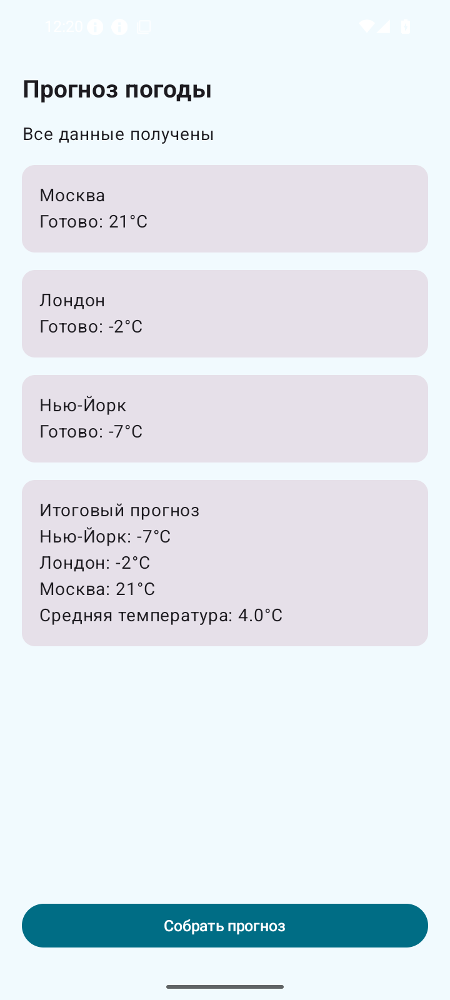 12:20
Прогноз погоды
Все данные получены
Москва
Готово: 21°C
Лондон
Готово: -2°C
Нью-Йорк
Готово: -7°C
Итоговый прогноз
Нью-Йорк: -7°C
Лондон: -2°C
Москва: 21°C
Средняя температура: 4.0°C
Собрать прогноз